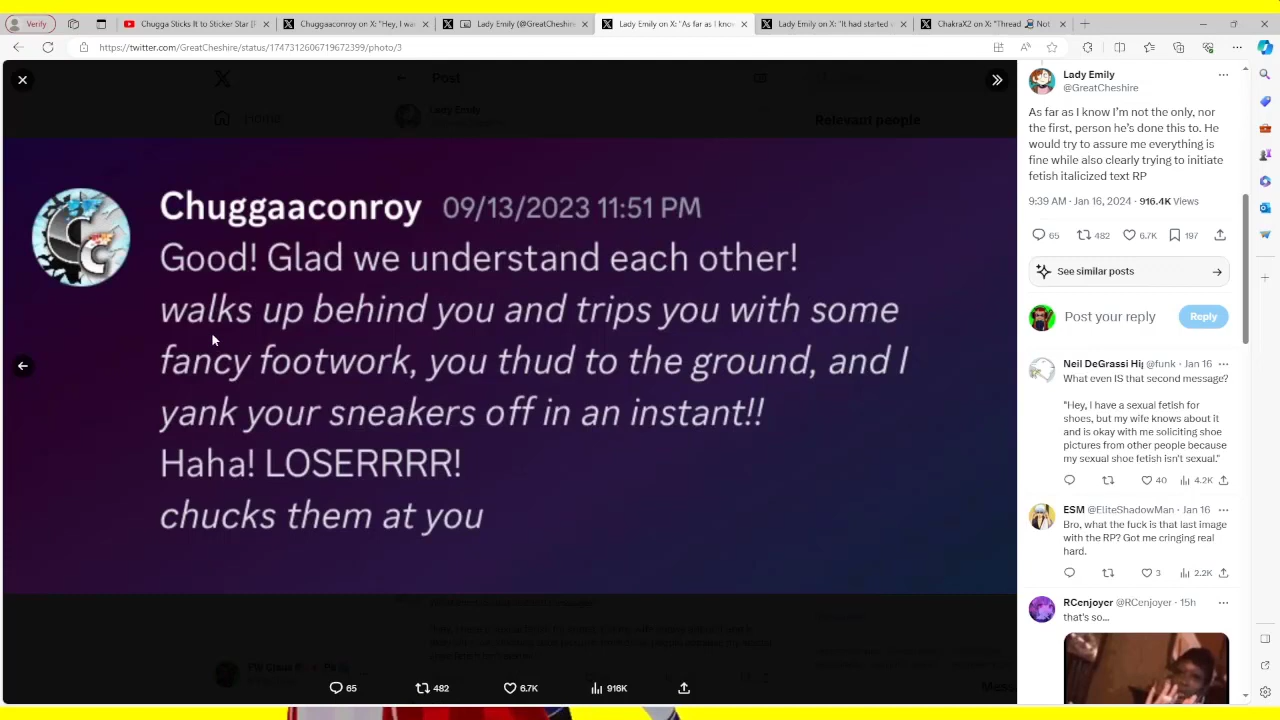 Verify
Chugga Sticks It to Sticker Star [
Chuggaaconroy on X: "Hey, I wa
Lady Emily (@GreatCheshire
Lady Emily on X: "As far as I kno
Lady Emily on X: "It had started
ChakraX2 on X: "Thread Not
https://twitter.com/GreatCheshire/status/1747312606719672399/photo/3
Post
Home
Lady Emily
Relevant people
Chuggaaconroy 09/13/2023 11:51 PM
Good! Glad we understand each other!
walks up behind you and trips you with some
fancy footwork, you thud to the ground, and I
yank your sneakers off in an instant!!
Haha! LOSERRRR!
chucks them at you
65 482 6.7K 916K
Lady Emily
@GreatCheshire
As far as I know I'm not the only, nor
the first, person he's done this to. He
would try to assure me everything is
fine while also clearly trying to initiate
fetish italicized text RP
9:39 AM · Jan 16, 2024 · 916.4K Views
65 482 6.7K 197
See similar posts
Post your reply
Reply
Neil DeGrassi Hi @funk · Jan 16
What even IS that second message?
"Hey, I have a sexual fetish for
shoes, but my wife knows about it
and is okay with me soliciting shoe
pictures from other people because
my sexual shoe fetish isn't sexual."
40 4.2K
ESM @EliteShadowMan · Jan 16
Bro, what the fuck is that last image
with the RP? Got me cringing real
hard.
3 2.2K
RCenjoyer @RCenjoyer · 15h
that's so...